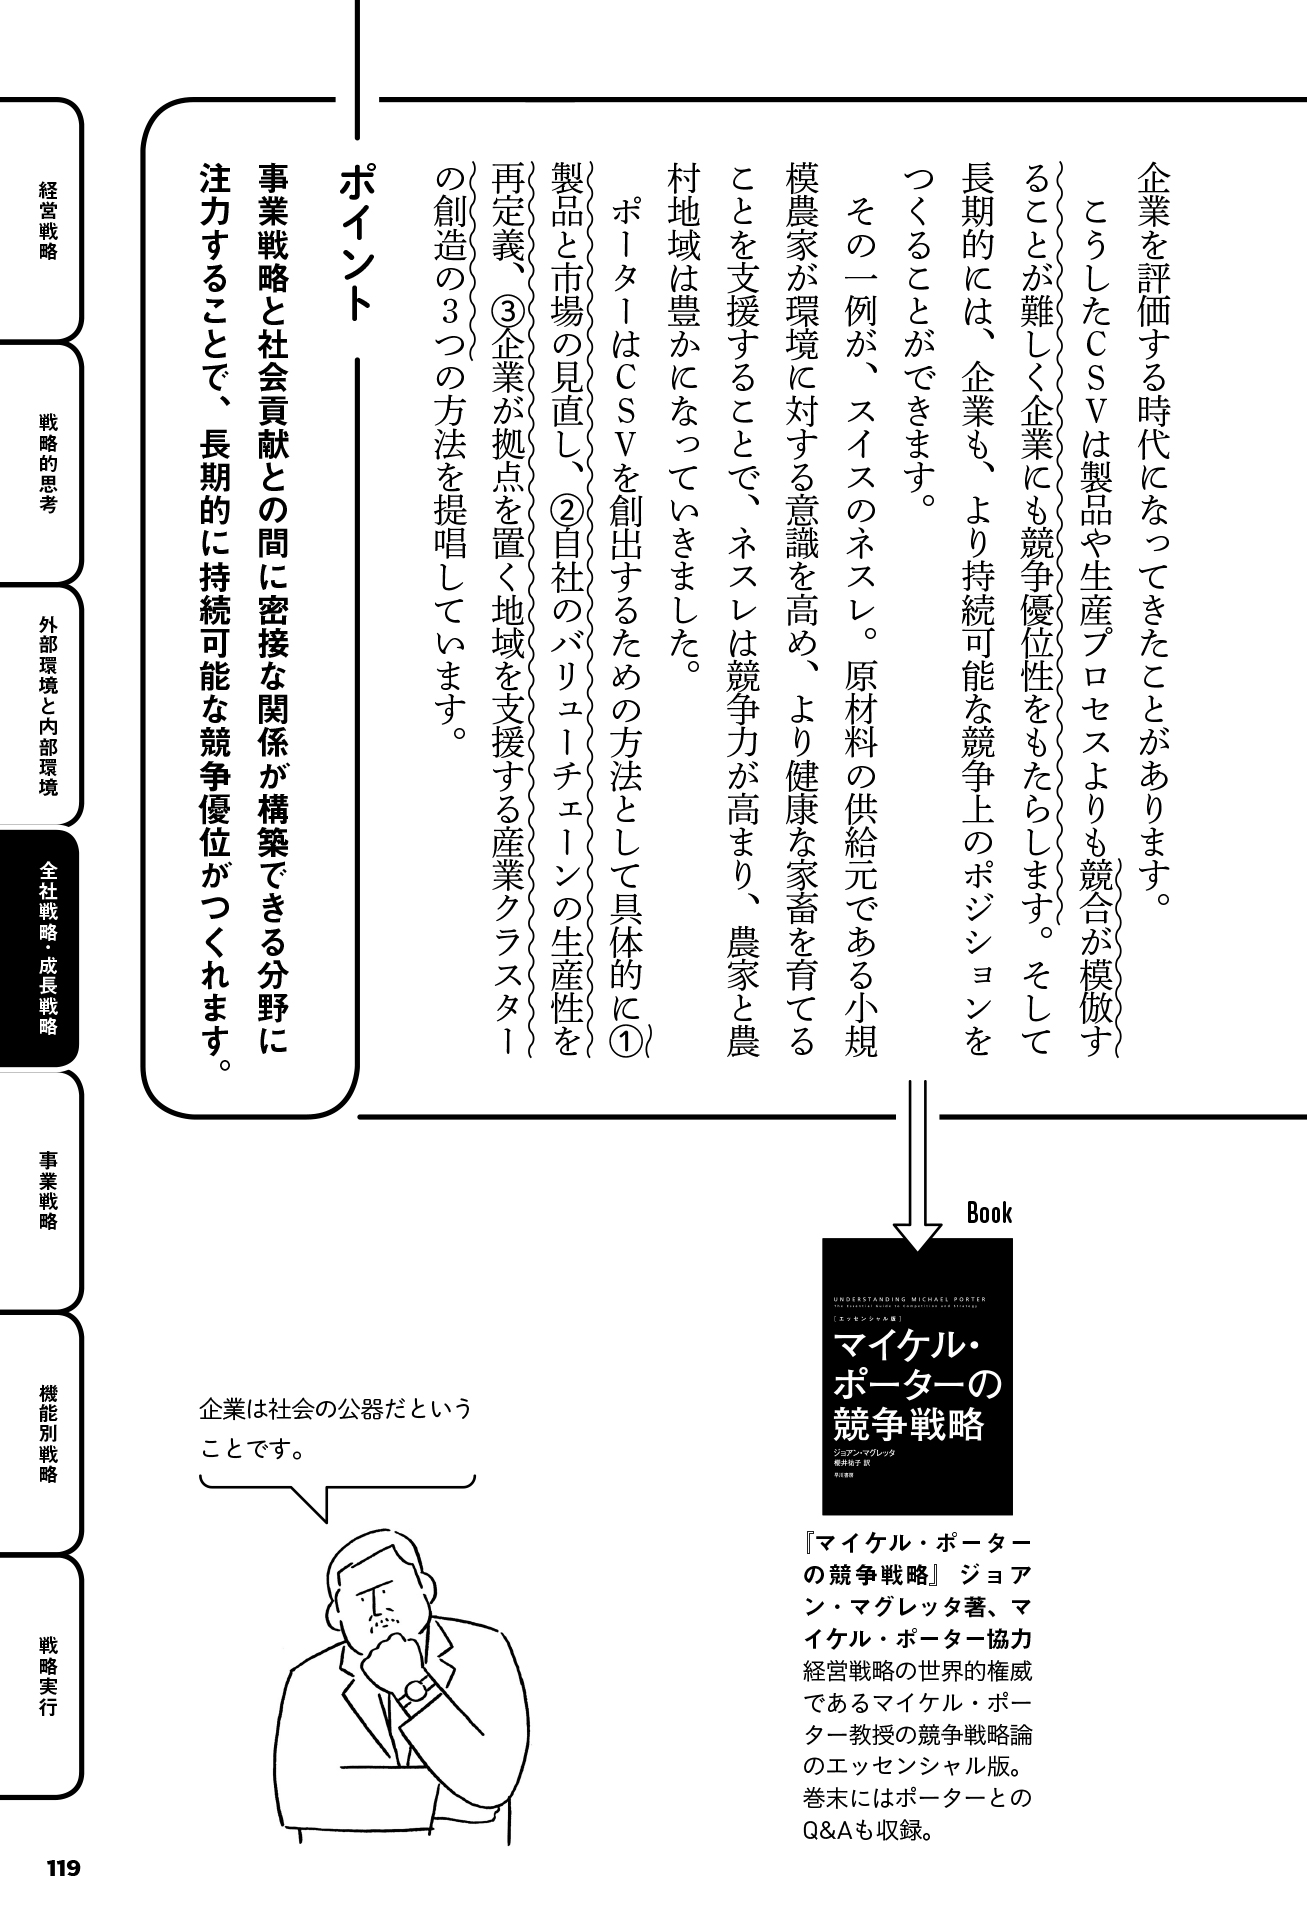 企業を評価する時代になってきたことがあります。
こうしたCSVは製品や生産プロセスよりも競合が模倣す
ることが難しく企業にも競争優位性をもたらします。そして
長期的には、企業も、より持続可能な競争上のポジションを
つくることができます。
その一例が、スイスのネスレ。原材料の供給元である小規
模農家が環境に対する意識を高め、より健康な家畜を育てる
ことを支援することで、ネスレは競争力が高まり、農家と農
村地域は豊かになっていきました。
ポーターはCSVを創出するための方法として具体的に①
製品と市場の見直し、②自社のバリューチェーンの生産性を
再定義、③企業が拠点を置く地域を支援する産業クラスター
の創造の3つの方法を提唱しています。
ポイント
事業戦略と社会貢献との間に密接な関係が構築できる分野に
注力することで、長期的に持続可能な競争優位がつくれます。
Book
UNDERSTANDING MICHAEL PORTER
The Essential Guide to Competition and Strategy
[エッセンシャル版]
マイケル・
ポーターの
競争戦略
ジョアン・マグレッタ
櫻井祐子 訳
早川書房
『マイケル・ポーター
の競争戦略』 ジョア
ン・マグレッタ著、マ
イケル・ポーター協力
経営戦略の世界的権威
であるマイケル・ポー
ター教授の競争戦略論
のエッセンシャル版。
巻末にはポーターとの
Q&Aも収録。
企業は社会の公器だという
ことです。
経営戦略
戦略的思考
外部環境と内部環境
全社戦略・成長戦略
事業戦略
機能別戦略
戦略実行
119